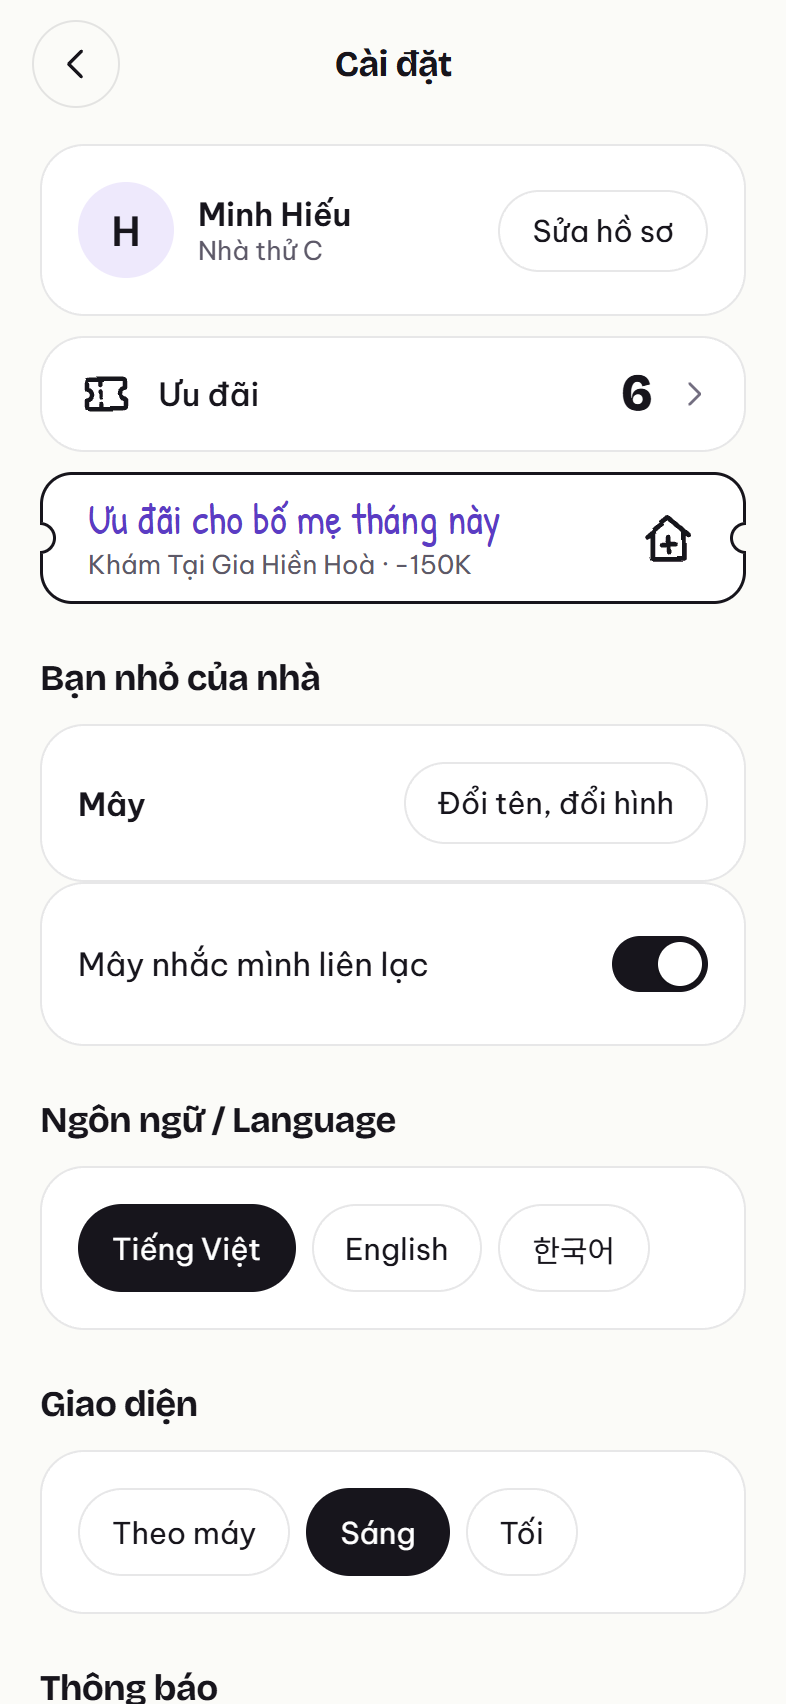 Cài đặt
H
Minh Hiếu
Nhà thử C
Sửa hồ sơ
Ưu đãi
6
Ưu đãi cho bố mẹ tháng này
Khám Tại Gia Hiền Hoà · -150K
Bạn nhỏ của nhà
Mây
Đổi tên, đổi hình
Mây nhắc mình liên lạc
Ngôn ngữ / Language
Tiếng Việt
English
한국어
Giao diện
Theo máy
Sáng
Tối
Thông báo